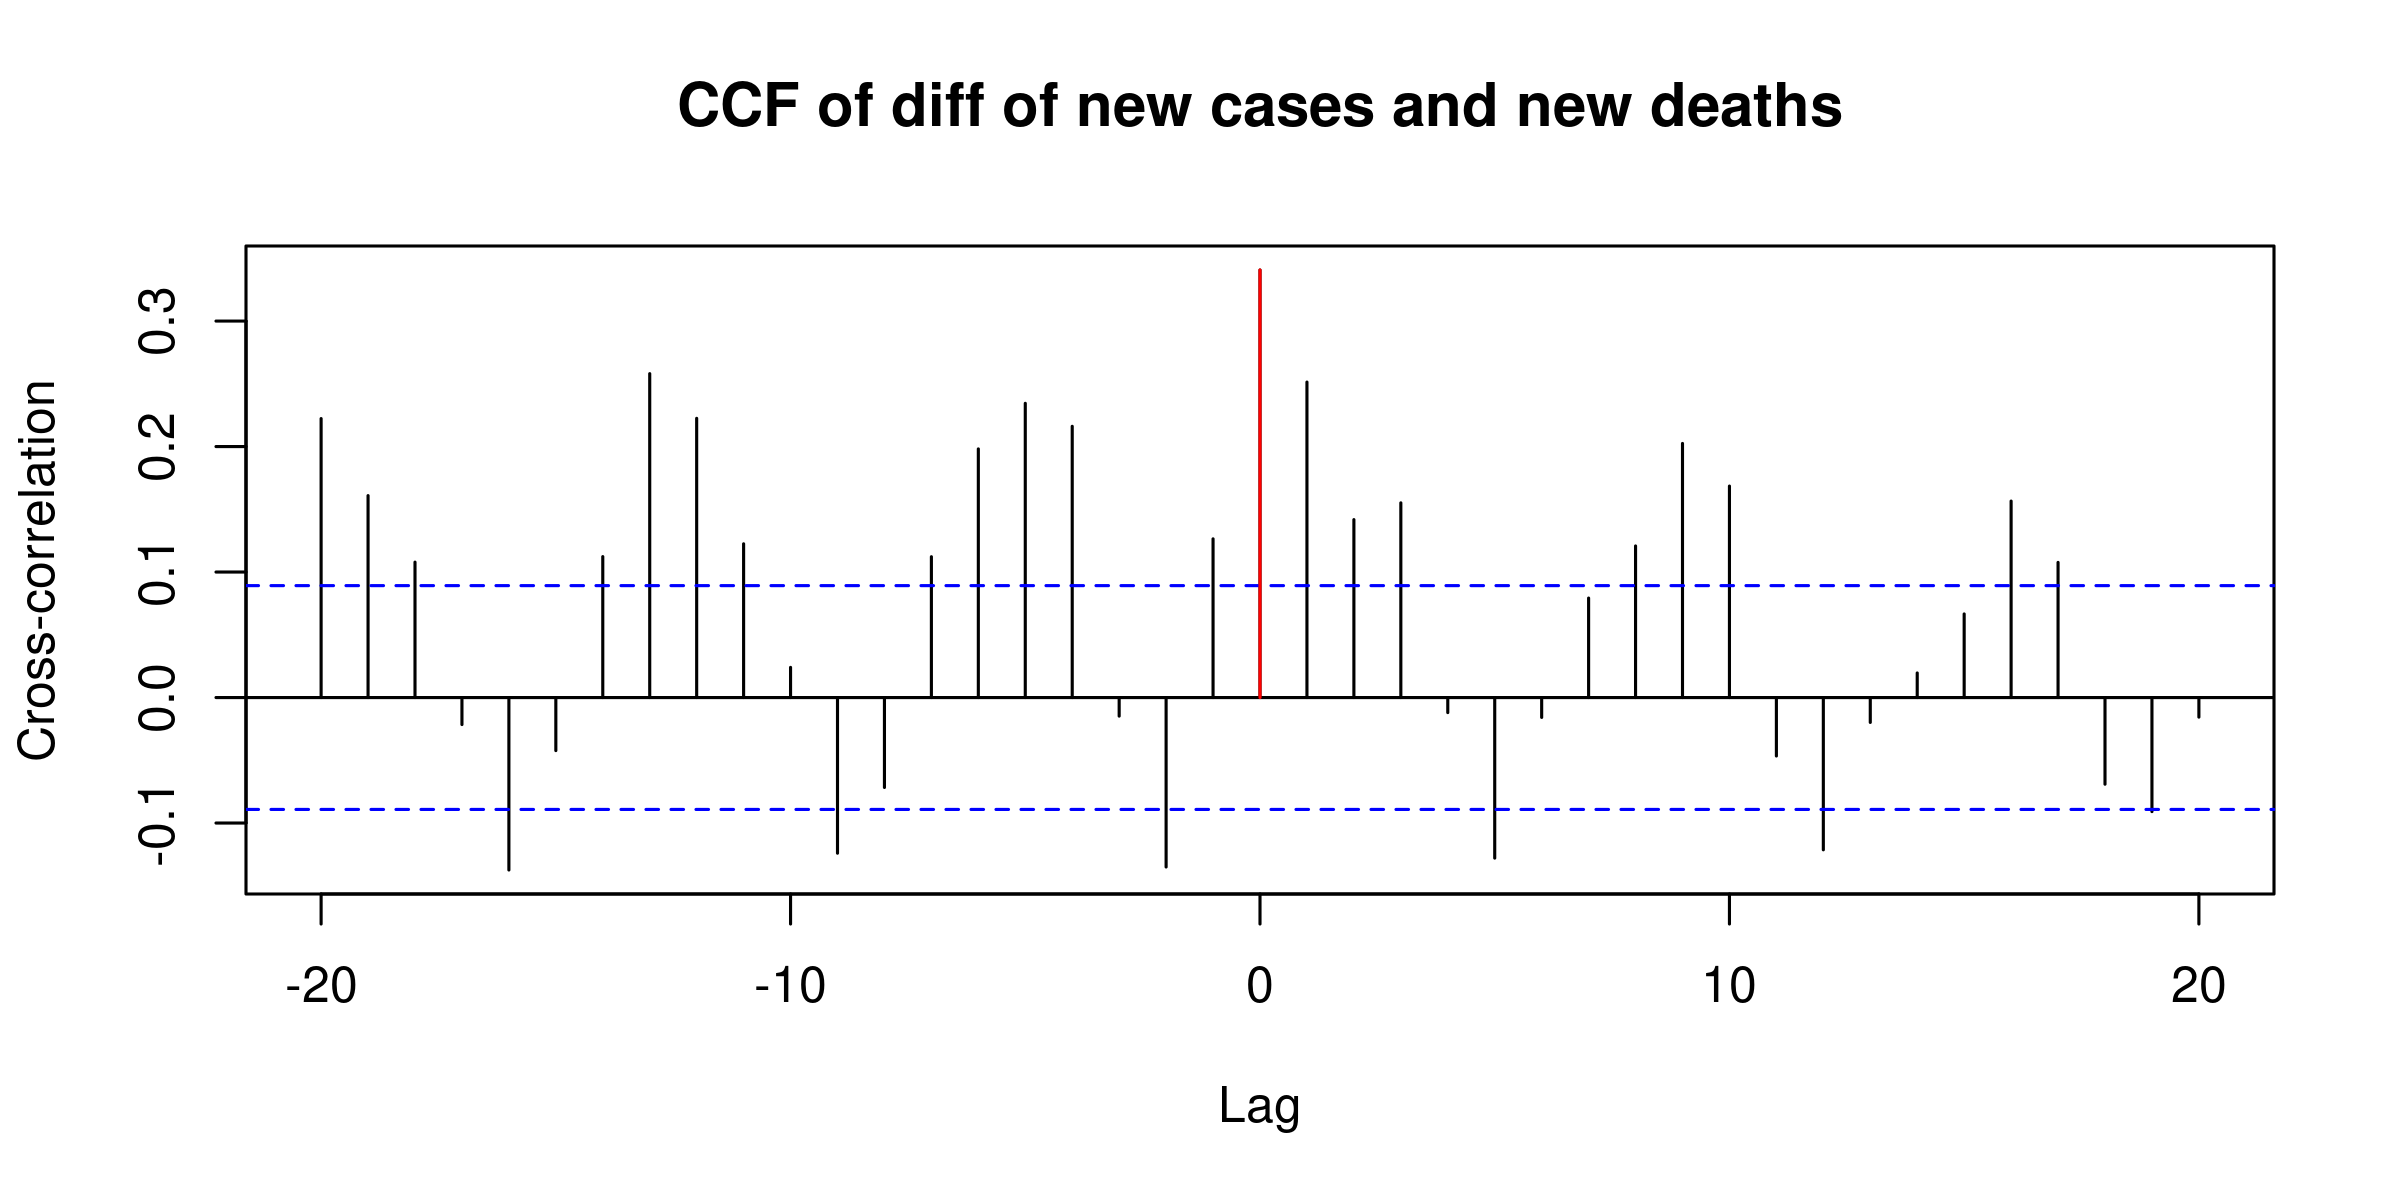 CCF of diff of new cases and new deaths
Cross-correlation
0.3
0.2
0.1
0.0
-0.1
-20 -10 0 10 20
Lag